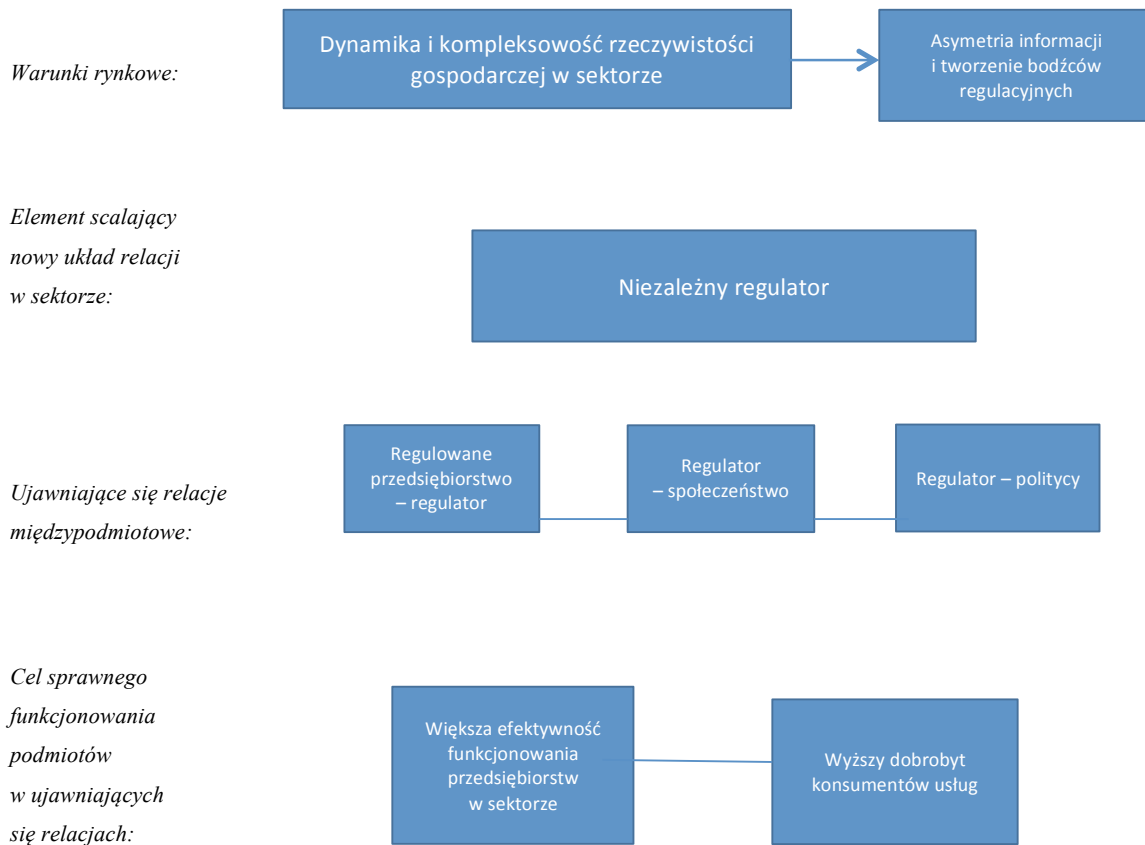 Warunki rynkowe:
Dynamika i kompleksowość rzeczywistości
gospodarczej w sektorze
Asymetria informacji
i tworzenie bodźców
regulacyjnych
Element scalający
nowy układ relacji
w sektorze:
Niezależny regulator
Ujawniające się relacje
międzypodmiotowe:
Regulowane
przedsiębiorstwo
– regulator
Regulator
– społeczeństwo
Regulator – politycy
Cel sprawnego
funkcjonowania
podmiotów
w ujawniających
się relacjach:
Większa efektywność
funkcjonowania
przedsiębiorstw
w sektorze
Wyższy dobrobyt
konsumentów usług